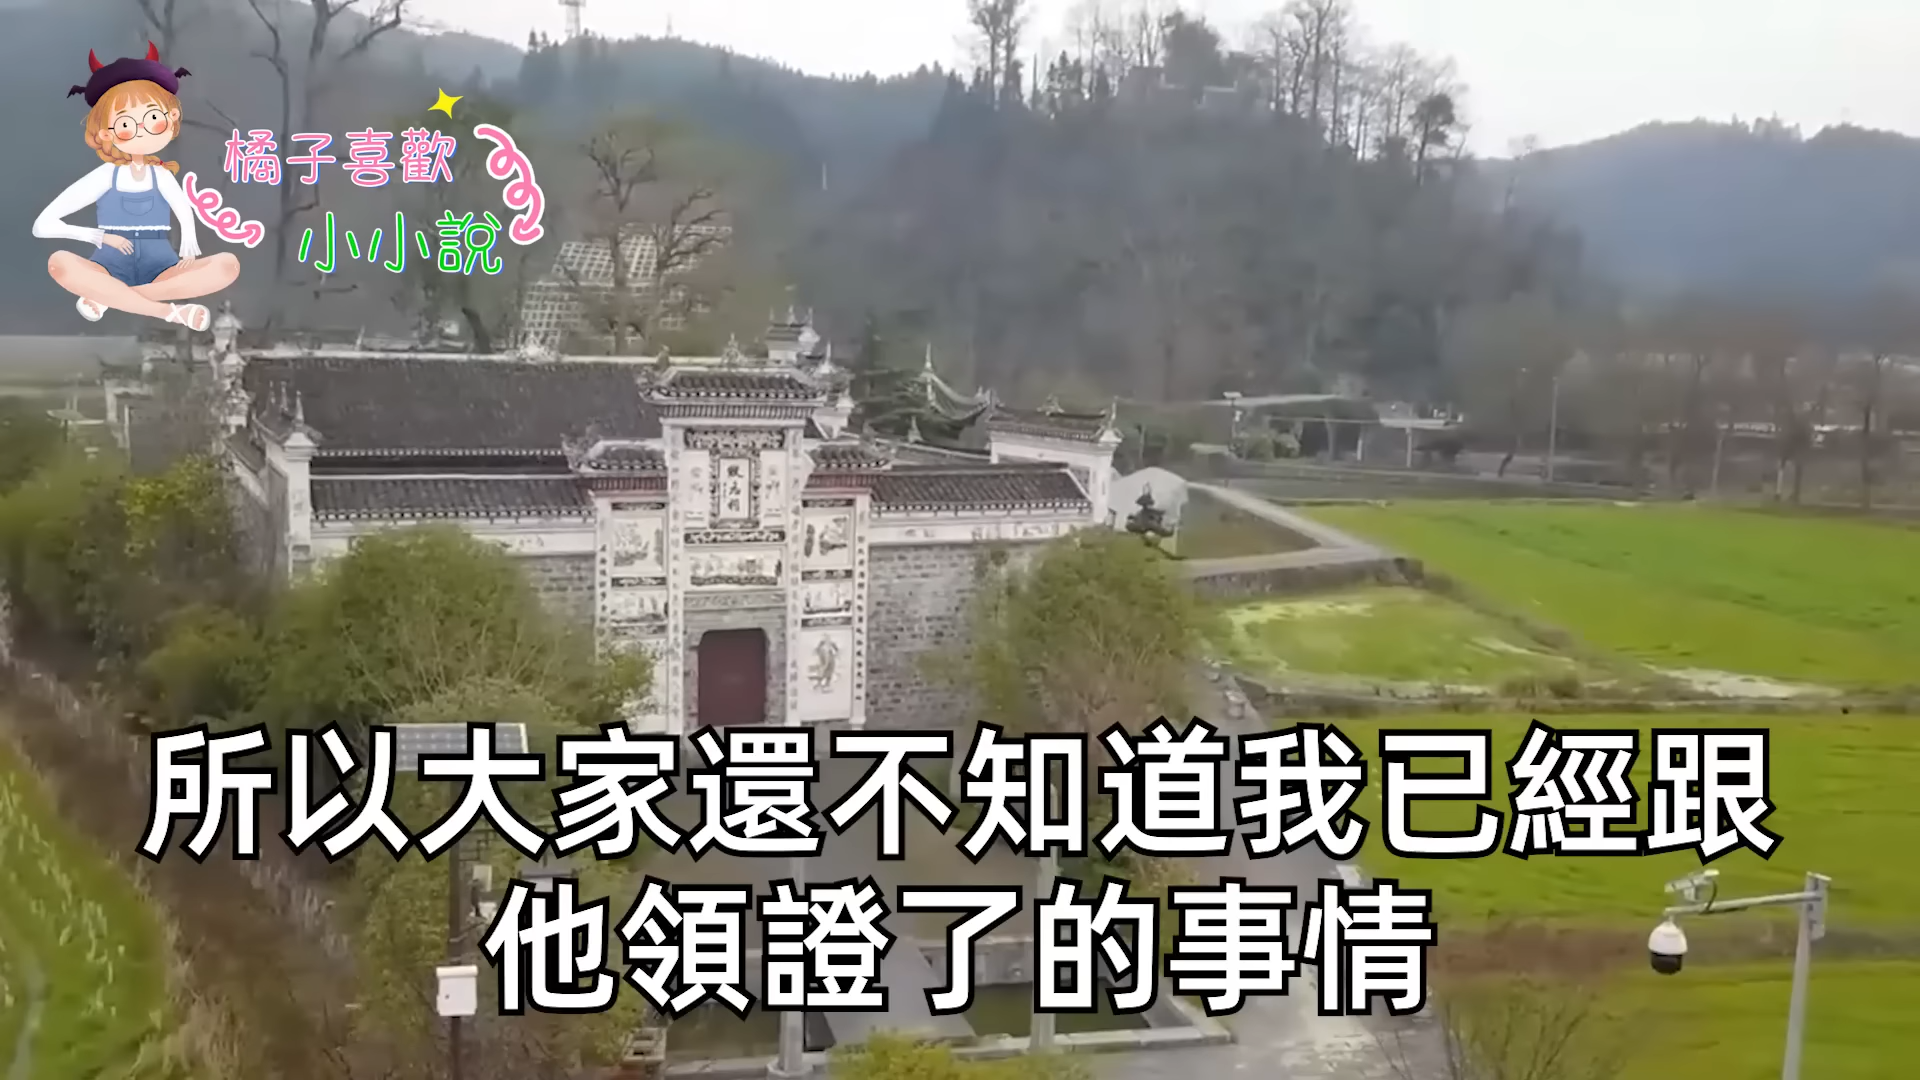 橘子喜歡
小小說
所以大家還不知道我已經跟
他領證了的事情